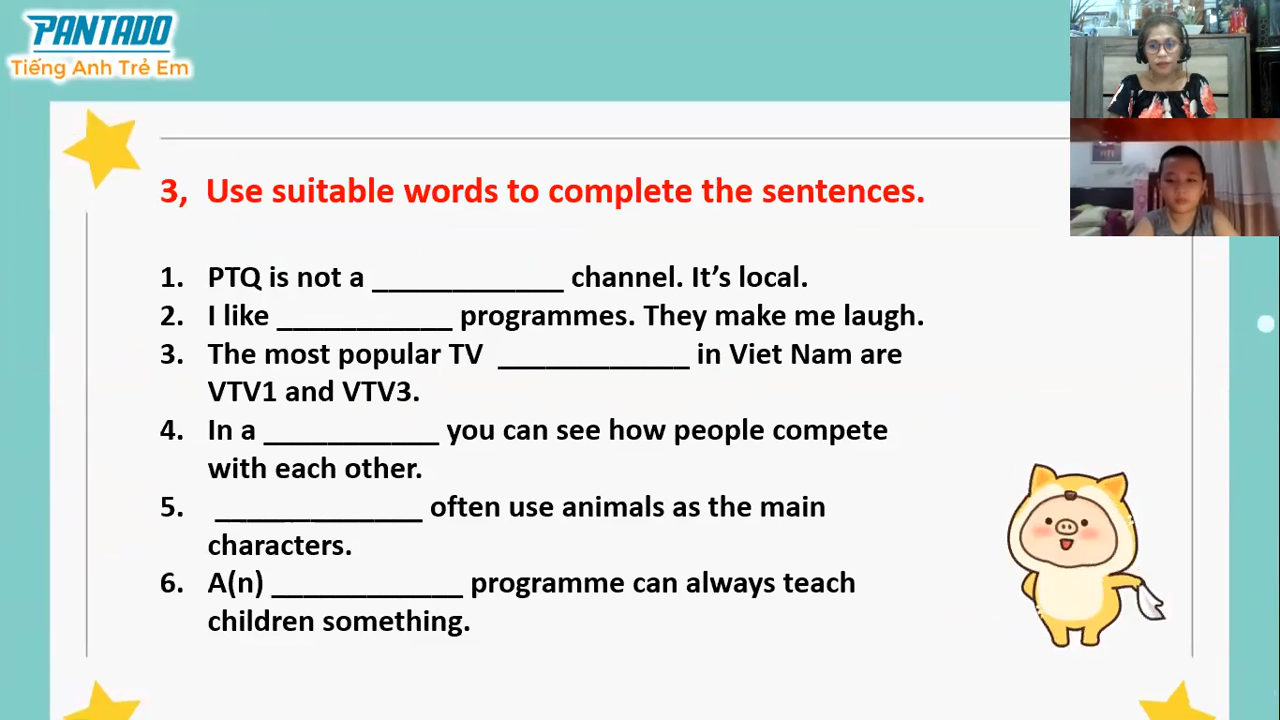 PANTADO
Tiếng Anh Trẻ Em
3, Use suitable words to complete the sentences.
1. PTQ is not a ____________ channel. It’s local.
2. I like ___________ programmes. They make me laugh.
3. The most popular TV ____________ in Viet Nam are
VTV1 and VTV3.
4. In a ___________ you can see how people compete
with each other.
5. _____________ often use animals as the main
characters.
6. A(n) ____________ programme can always teach
children something.